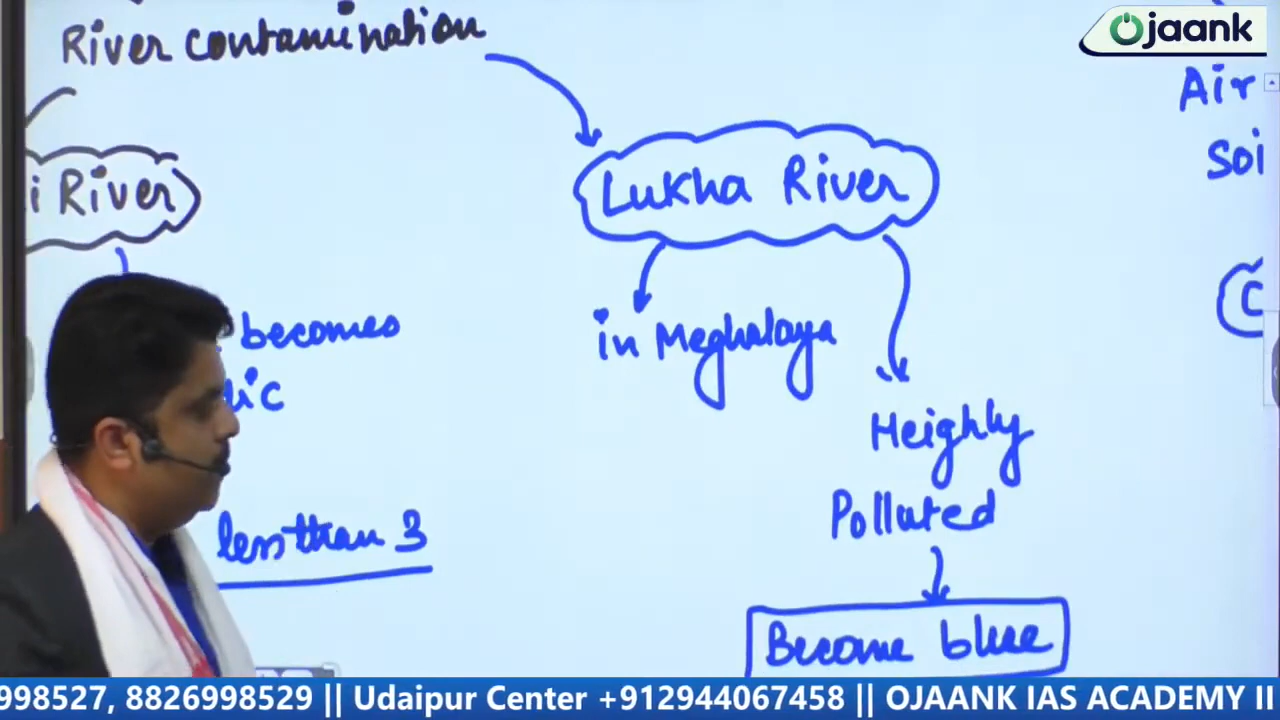 River contamination
Ojaank
Air
Soi
i River
Lukha River
C
becomes
in Meghalaya
Heighly
less than 3
Polluted
Become blue
998527, 8826998529 || Udaipur Center +912944067458 || OJAANK IAS ACADEMY II